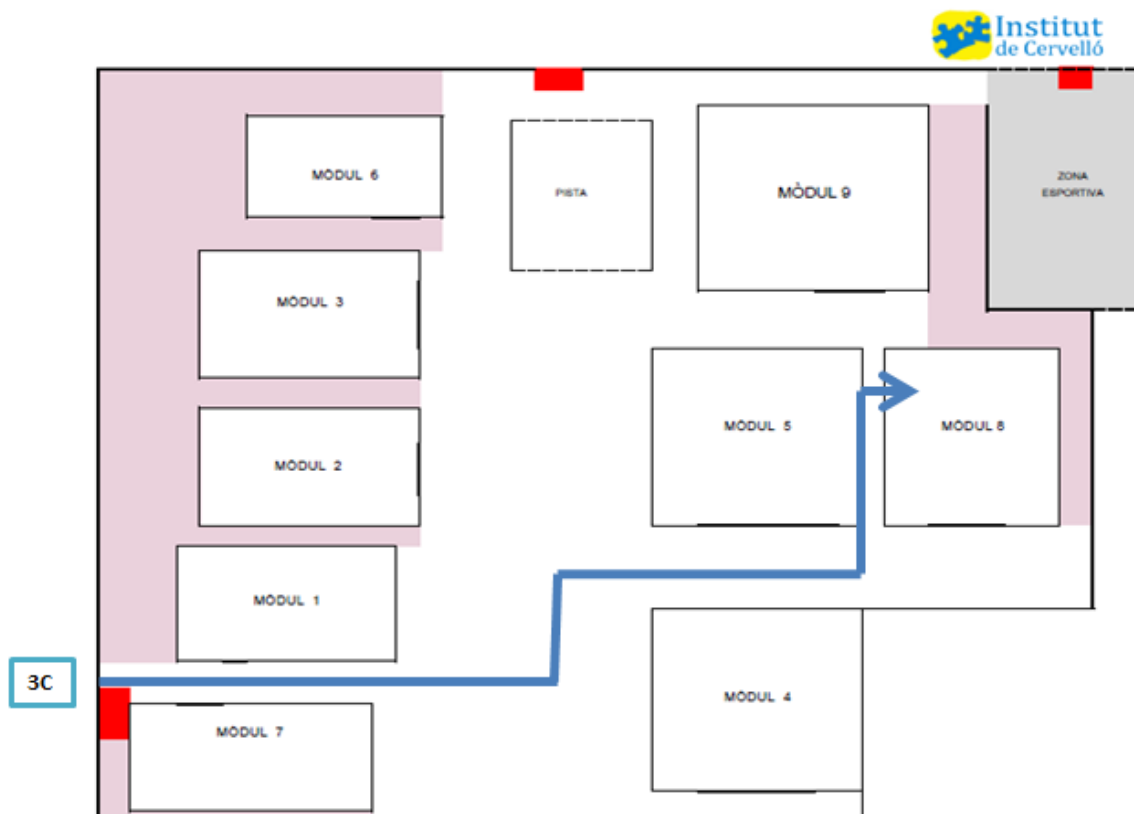 Institut
de Cervelló
MÒDUL 6
PISTA
MÒDUL 9
ZONA
ESPORTIVA
MÒDUL 3
MÒDUL 5
MÒDUL 8
MÒDUL 2
MÒDUL 1
3C
MÒDUL 7
MÒDUL 4